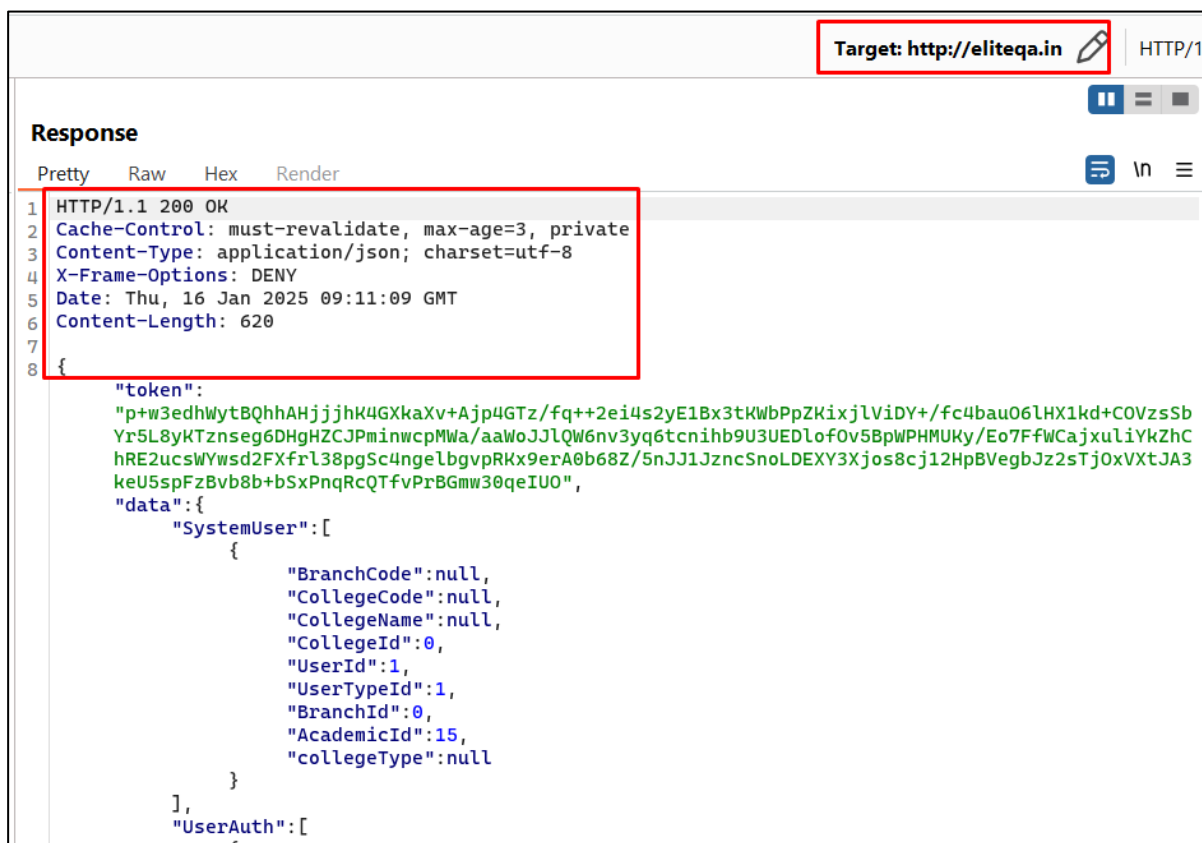 Target: http://eliteqa.in
HTTP/1
Response
Pretty Raw Hex Render
\n
1 HTTP/1.1 200 OK
2 Cache-Control: must-revalidate, max-age=3, private
3 Content-Type: application/json; charset=utf-8
4 X-Frame-Options: DENY
5 Date: Thu, 16 Jan 2025 09:11:09 GMT
6 Content-Length: 620
7
8 {
"token":
"p+w3edhWytBQhhAHjjjhK4GXkaXv+Ajp4GTz/fq++2ei4s2yE1Bx3tKWbPpZKixjlViDY+/fc4bauO6lHX1kd+COVzsSb
Yr5L8yKTznseg6DHgHZCJPminwcpMWa/aaWoJJlQW6nv3yq6tcnihb9U3UEDlofOv5BpWPHMUKy/Eo7FfWCajxuliYkZhC
hRE2ucsWYwsd2FXfrl38pgSc4ngelbgvpRKx9erA0b68Z/5nJJ1JzncSnoLDEXY3Xjos8cj12HpBVegbJz2sTjOxVXtJA3
keU5spFzBvb8b+bSxPnqRcQTfvPrBGmw30qeIUO",
"data":{
"SystemUser":[
{
"BranchCode":null,
"CollegeCode":null,
"CollegeName":null,
"CollegeId":0,
"UserId":1,
"UserTypeId":1,
"BranchId":0,
"AcademicId":15,
"collegeType":null
}
],
"UserAuth":[